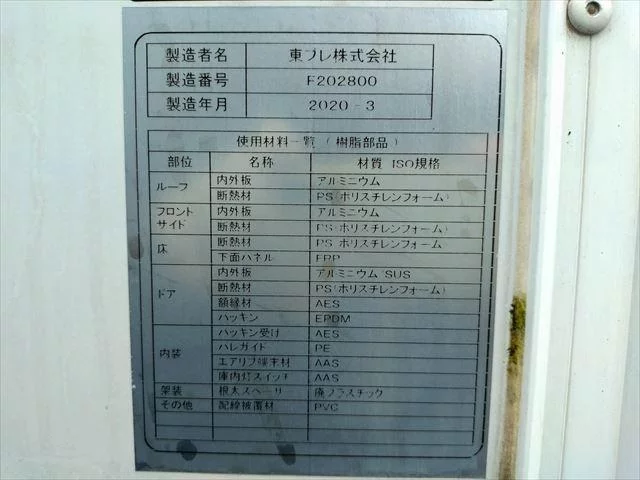 製造者名 東プレ株式会社
製造番号 F202800
製造年月 2020-3
使用材料一覧(樹脂部品)
部位 名称 材質 ISO規格
ルーフ 内外板 アルミニウム
断熱材 PS(ポリスチレンフォーム)
フロント サイド 内外板 アルミニウム
断熱材 PS(ポリスチレンフォーム
床 断熱材 PS ポリスチレンフォーム
下面パネル FRP
ドア 内外板 アルミニウム SUS
断熱材 PS(ポリスチレンフォーム)
額縁材 AES
パッキン EPDM
内装 パッキン受け AES
パレガイド PE
エアリブ端末材 AAS
庫内灯スイッチ AAS
架装 根太スペーサ 廃プラスチック
その他 配線被覆材 PVC